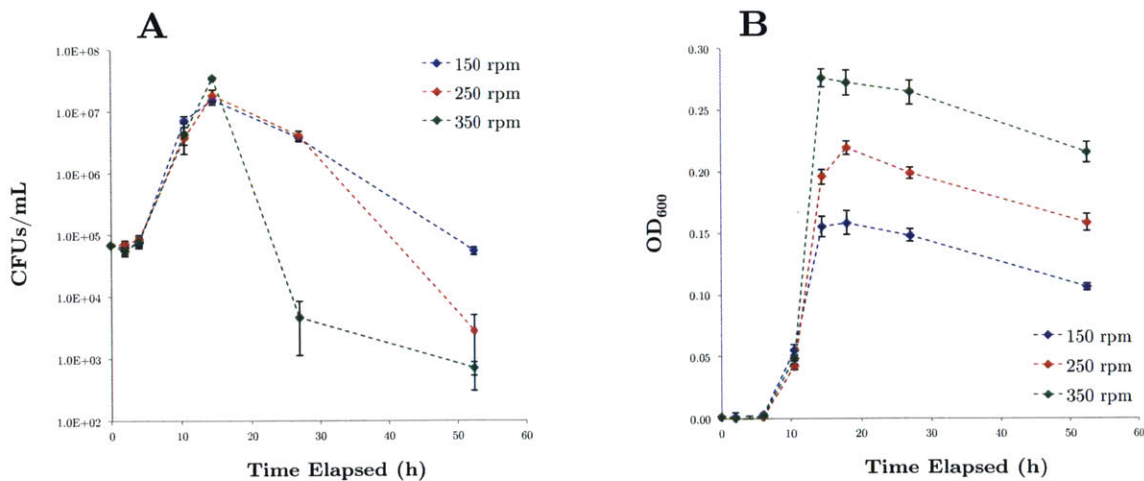 A
CFUs/mL
1.0E+08
1.0E+07
1.0E+06
1.0E+05
1.0E+04
1.0E+03
1.0E+02
0 10 20 30 40 50 60
Time Elapsed (h)
150 rpm
250 rpm
350 rpm
B
OD600
0.30
0.25
0.20
0.15
0.10
0.05
0.00
0 10 20 30 40 50 60
Time Elapsed (h)
150 rpm
250 rpm
350 rpm